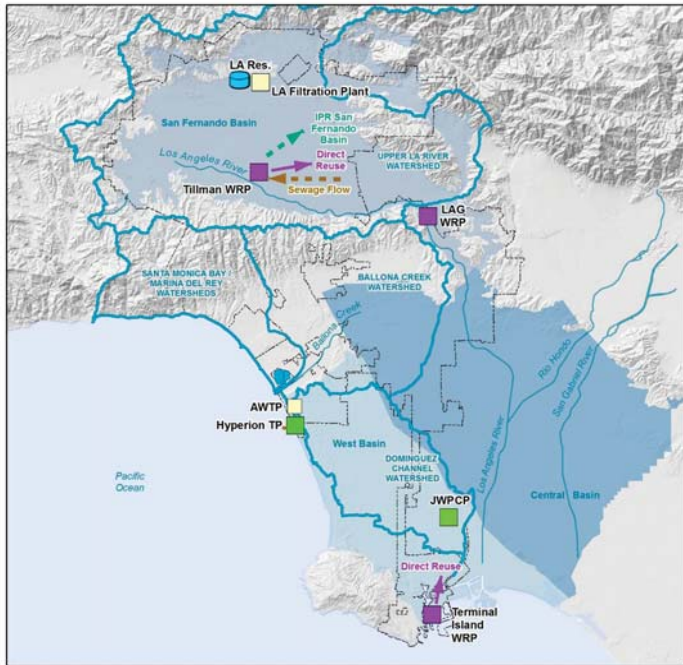 LA Res.
LA Filtration Plant
IPR San
Fernando
Basin
San Fernando Basin
Direct
Reuse
Los Angeles River
UPPER LA RIVER
WATERSHED
Tillman WRP
Sewage Flow
LAG
WRP
SANTA MONICA BAY /
MARINA DEL REY
WATERSHEDS
BALLONA CREEK
WATERSHED
Ballona Creek
Rio Hondo
San Gabriel River
AWTP
Hyperion TP
West Basin
DOMINGUEZ
CHANNEL
WATERSHED
Los Angeles River
Pacific
Ocean
Central Basin
JWPCP
Direct Reuse
Terminal
Island
WRP